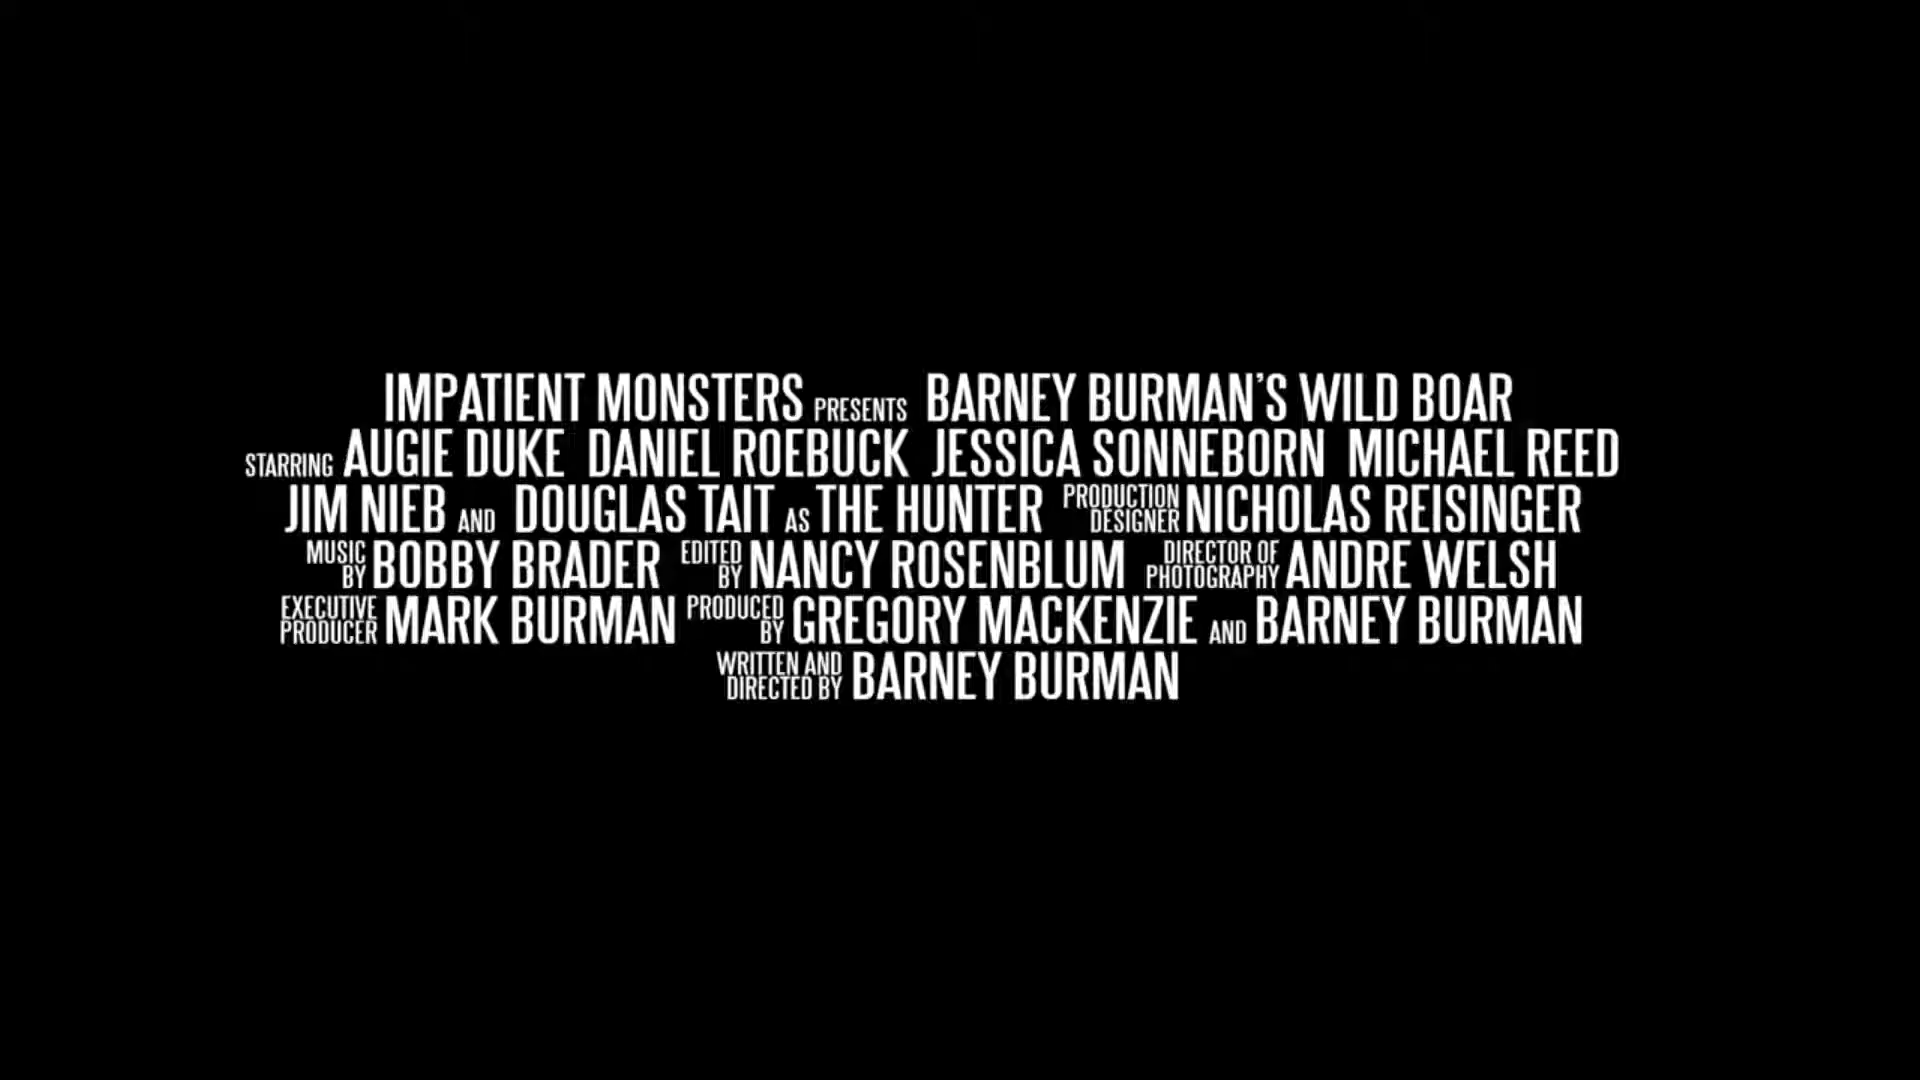 IMPATIENT MONSTERS PRESENTS BARNEY BURMAN'S WILD BOAR
STARRING AUGIE DUKE DANIEL ROEBUCK JESSICA SONNEBORN MICHAEL REED
JIM NIEB AND DOUGLAS TAIT AS THE HUNTER PRODUCTION DESIGNER NICHOLAS REISINGER
MUSIC BY BOBBY BRADER EDITED BY NANCY ROSENBLUM DIRECTOR OF PHOTOGRAPHY ANDRE WELSH
EXECUTIVE PRODUCER MARK BURMAN PRODUCED BY GREGORY MACKENZIE AND BARNEY BURMAN
WRITTEN AND DIRECTED BY BARNEY BURMAN